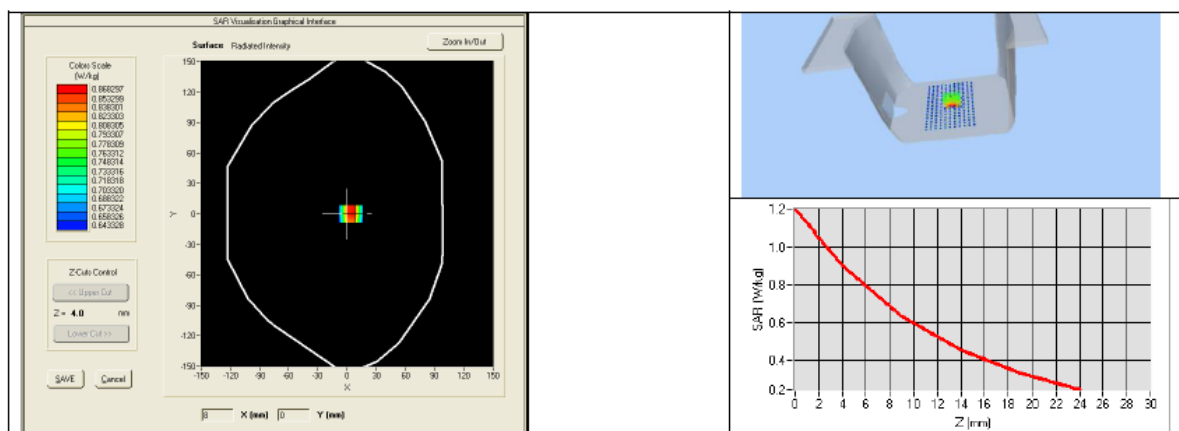 SAR Visualisation Graphical Interface
Surface Radiated Intensity
Zoom In/Out
Colors Scale
(W/kg)
0.868297
0.853299
0.838301
0.823303
0.808305
0.793307
0.778309
0.763312
0.748314
0.733316
0.718318
0.703320
0.688322
0.673324
0.658326
0.643328
Z-Cuts Control
<< Upper Cut
Z = 4.0 mm
Lower Cut >>
SAVE Cancel
150
120
90
60
30
0
-30
-60
-90
-120
-150
Y
-150 -120 -90 -60 -30 0 30 60 90 120 150
X
8 X (mm) 0 Y (mm)
1.2
1.0
0.8
0.6
0.4
0.2
SAR (W/kg)
0 2 4 6 8 10 12 14 16 18 20 22 24 26 28 30
Z (mm)